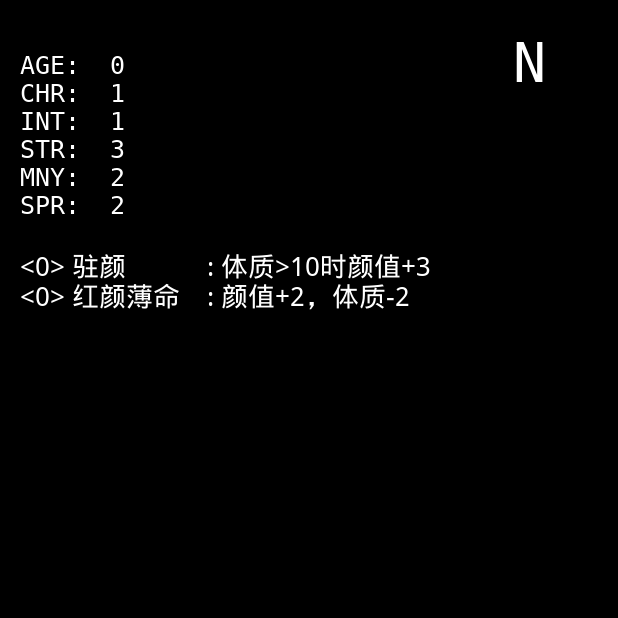 N
AGE: 0
CHR: 1
INT: 1
STR: 3
MNY: 2
SPR: 2
<0> 驻颜 : 体质>10时颜值+3
<0> 红颜薄命 : 颜值+2，体质-2